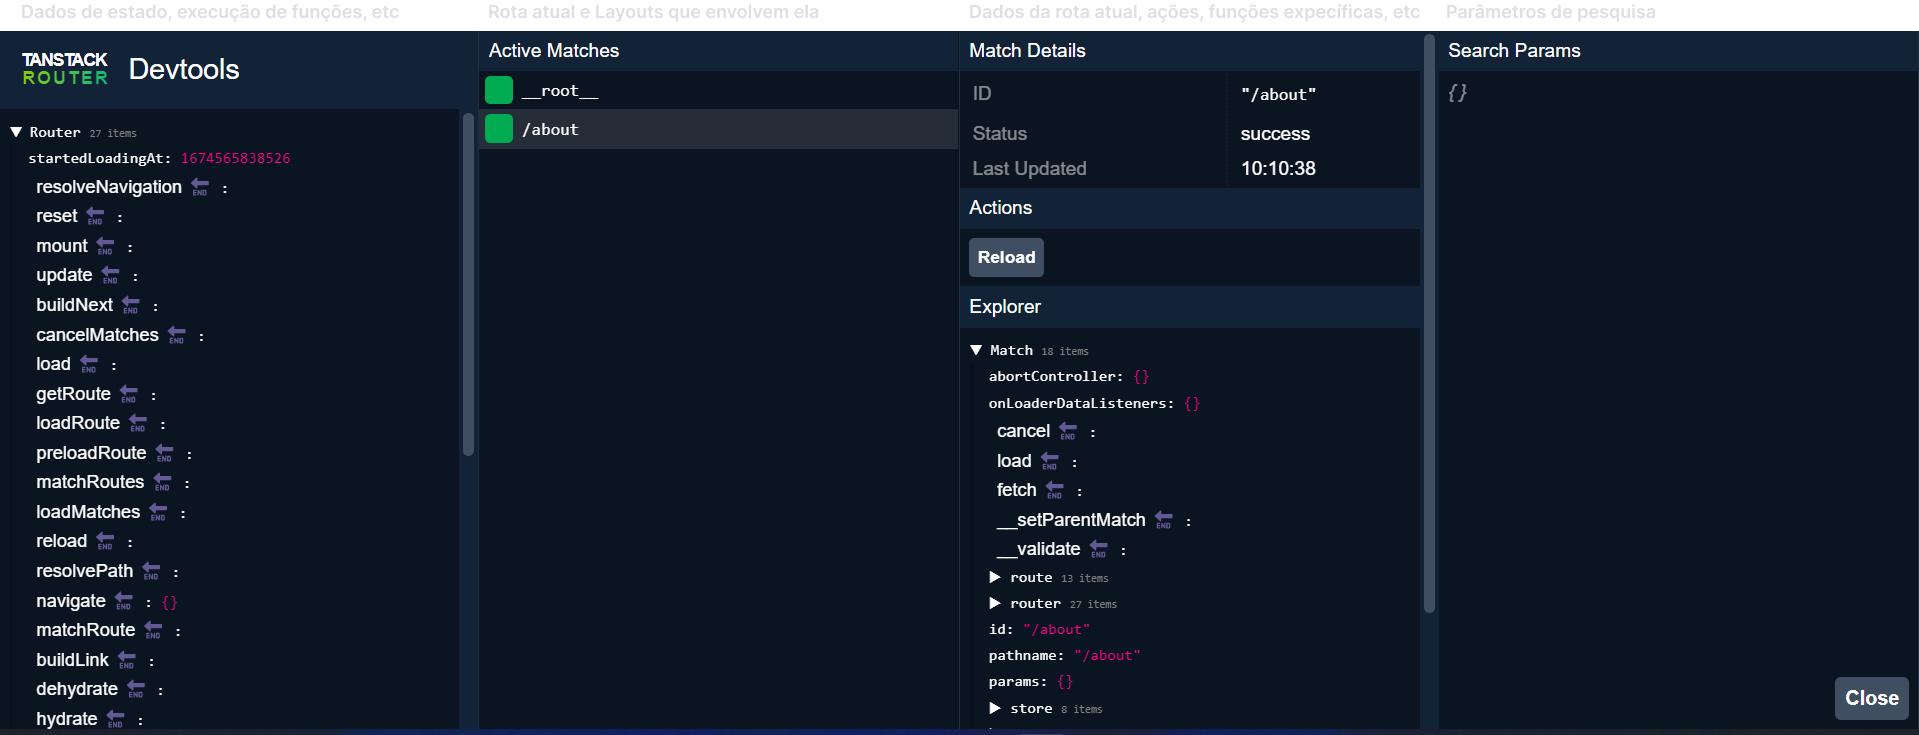 Dados de estado, execução de funções, etc
Rota atual e Layouts que envolvem ela
Dados da rota atual, ações, funções expecíficas, etc
Parâmetros de pesquisa
TANSTACK
ROUTER
Devtools
Router 27 items
startedLoadingAt: 1674565838526
resolveNavigation 🔚 :
reset 🔚 :
mount 🔚 :
update 🔚 :
buildNext 🔚 :
cancelMatches 🔚 :
load 🔚 :
getRoute 🔚 :
loadRoute 🔚 :
preloadRoute 🔚 :
matchRoutes 🔚 :
loadMatches 🔚 :
reload 🔚 :
resolvePath 🔚 :
navigate 🔚 : {}
matchRoute 🔚 :
buildLink 🔚 :
dehydrate 🔚 :
hydrate 🔚 :
Active Matches
__root__
/about
Match Details
ID "/about"
Status success
Last Updated 10:10:38
Actions
Reload
Explorer
Match 18 items
abortController: {}
onLoaderDataListeners: {}
cancel 🔚 :
load 🔚 :
fetch 🔚 :
__setParentMatch 🔚 :
__validate 🔚 :
route 13 items
router 27 items
id: "/about"
pathname: "/about"
params: {}
store 8 items
Search Params
{}
Close